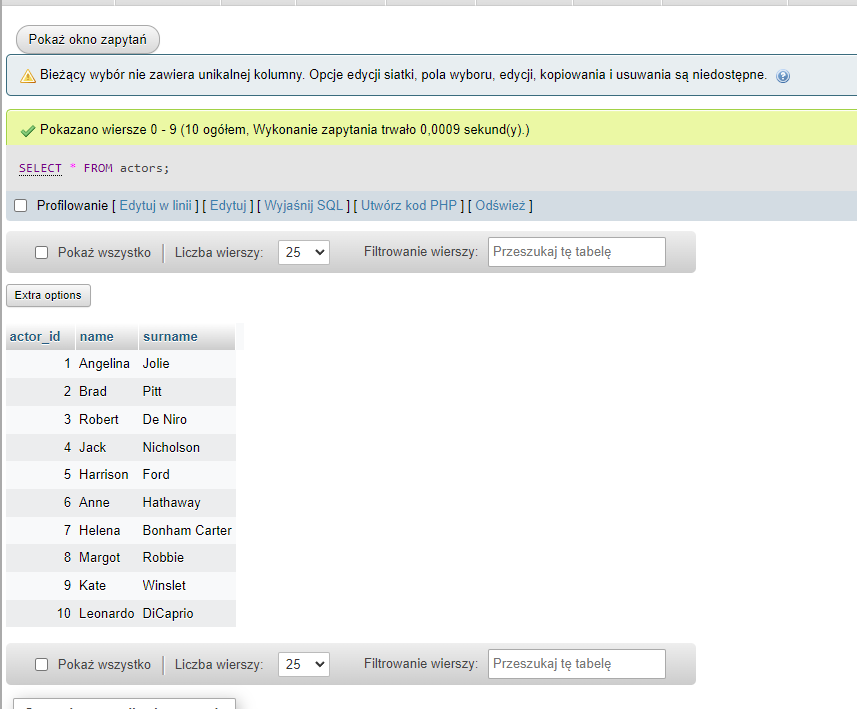 Pokaż okno zapytań
Bieżący wybór nie zawiera unikalnej kolumny. Opcje edycji siatki, pola wyboru, edycji, kopiowania i usuwania są niedostępne.
Pokazano wiersze 0 - 9 (10 ogółem, Wykonanie zapytania trwało 0,0009 sekund(y).)
SELECT * FROM actors;
Profilowanie [ Edytuj w linii ] [ Edytuj ] [ Wyjaśnij SQL ] [ Utwórz kod PHP ] [ Odśwież ]
Pokaż wszystko | Liczba wierszy: 25 Filtrowanie wierszy: Przeszukaj tę tabelę
Extra options
actor_id name surname
1 Angelina Jolie
2 Brad Pitt
3 Robert De Niro
4 Jack Nicholson
5 Harrison Ford
6 Anne Hathaway
7 Helena Bonham Carter
8 Margot Robbie
9 Kate Winslet
10 Leonardo DiCaprio
Pokaż wszystko | Liczba wierszy: 25 Filtrowanie wierszy: Przeszukaj tę tabelę